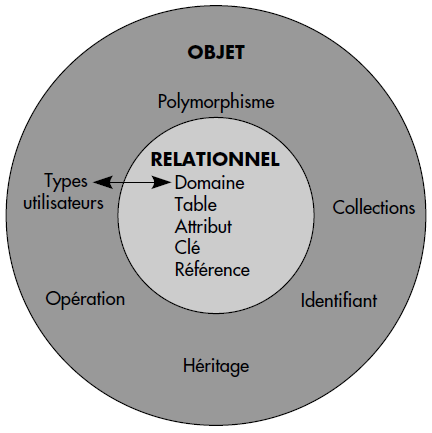 OBJET
Polymorphisme
RELATIONNEL
Types
utilisateurs
Domaine
Table
Attribut
Clé
Référence
Collections
Opération
Identifiant
Héritage